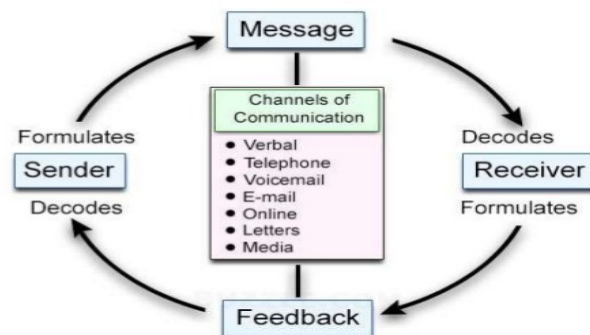 Message
Channels of
Communication
Verbal
Telephone
Voicemail
E-mail
Online
Letters
Media
Formulates
Sender
Decodes
Decodes
Receiver
Formulates
Feedback